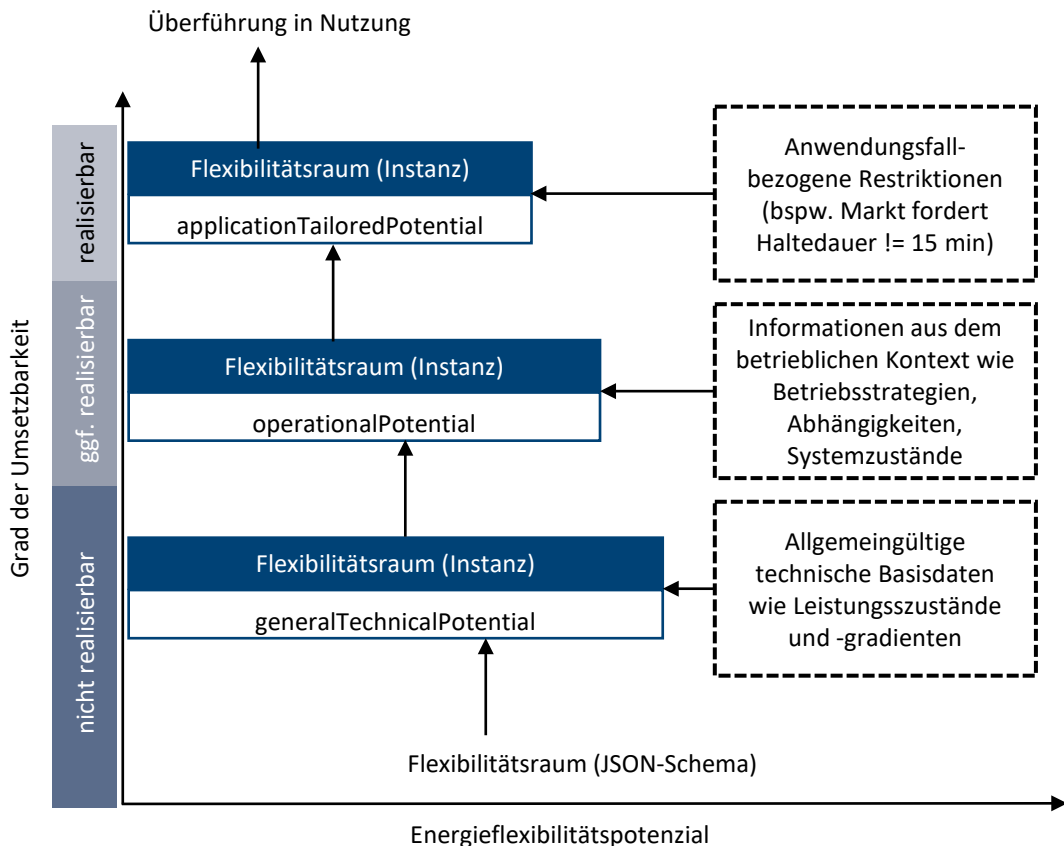 Überführung in Nutzung
Grad der Umsetzbarkeit
realisierbar
ggf. realisierbar
nicht realisierbar
Flexibilitätsraum (Instanz)
applicationTailoredPotential
Anwendungsfall-
bezogene Restriktionen
(bspw. Markt fordert
Haltedauer != 15 min)
Flexibilitätsraum (Instanz)
operationalPotential
Informationen aus dem
betrieblichen Kontext wie
Betriebsstrategien,
Abhängigkeiten,
Systemzustände
Flexibilitätsraum (Instanz)
generalTechnicalPotential
Allgemeingültige
technische Basisdaten
wie Leistungsszustände
und -gradienten
Flexibilitätsraum (JSON-Schema)
Energieflexibilitätspotenzial